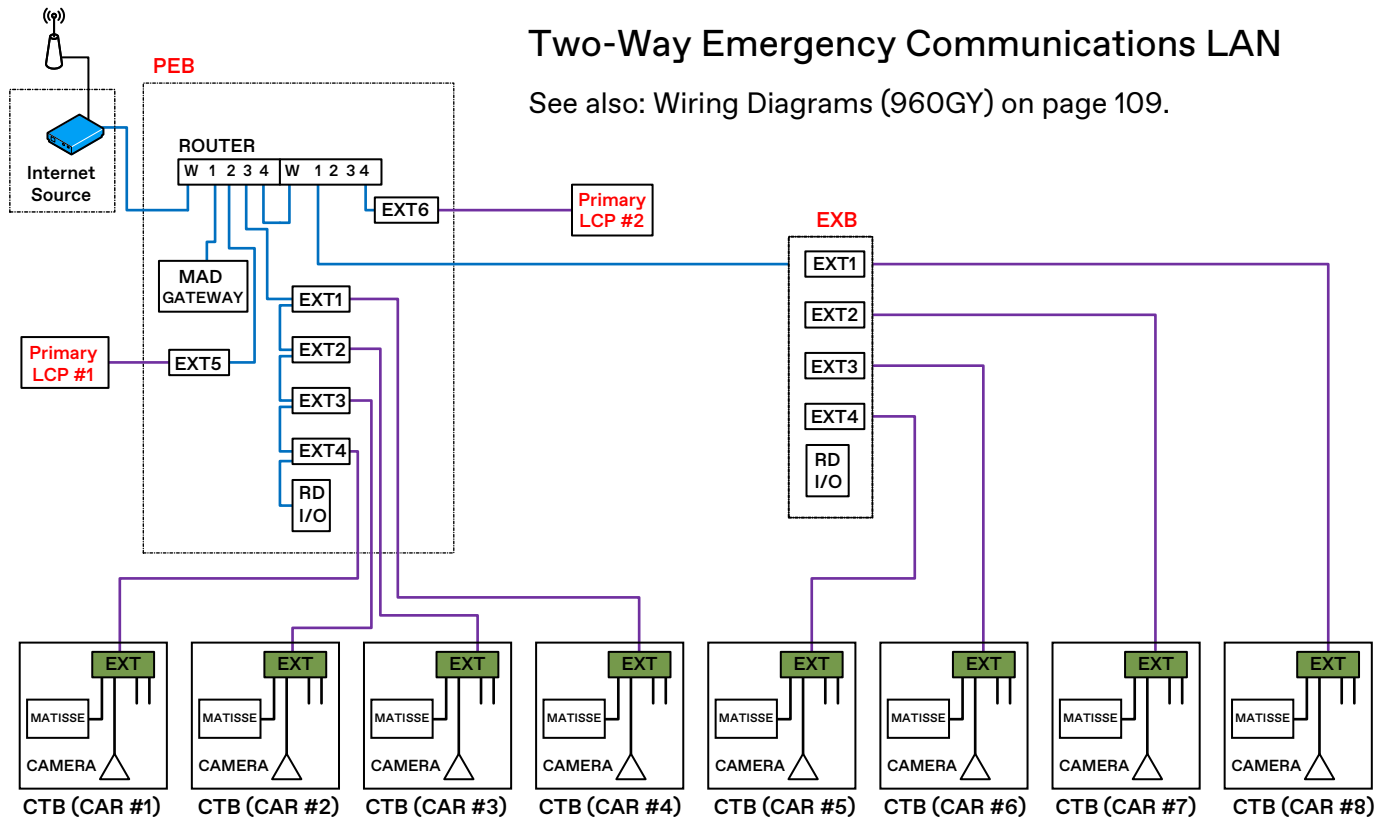 Two-Way Emergency Communications LAN
See also: Wiring Diagrams (960GY) on page 109.
PEB
Internet
Source
ROUTER
W 1 2 3 4 W 1 2 3 4
EXT6
Primary
LCP #2
MAD
GATEWAY
Primary
LCP #1
EXT5
EXT1
EXT2
EXT3
EXT4
RD
I/O
EXB
EXT1
EXT2
EXT3
EXT4
RD
I/O
EXT
MATISSE
CAMERA
CTB (CAR #1)
EXT
MATISSE
CAMERA
CTB (CAR #2)
EXT
MATISSE
CAMERA
CTB (CAR #3)
EXT
MATISSE
CAMERA
CTB (CAR #4)
EXT
MATISSE
CAMERA
CTB (CAR #5)
EXT
MATISSE
CAMERA
CTB (CAR #6)
EXT
MATISSE
CAMERA
CTB (CAR #7)
EXT
MATISSE
CAMERA
CTB (CAR #8)